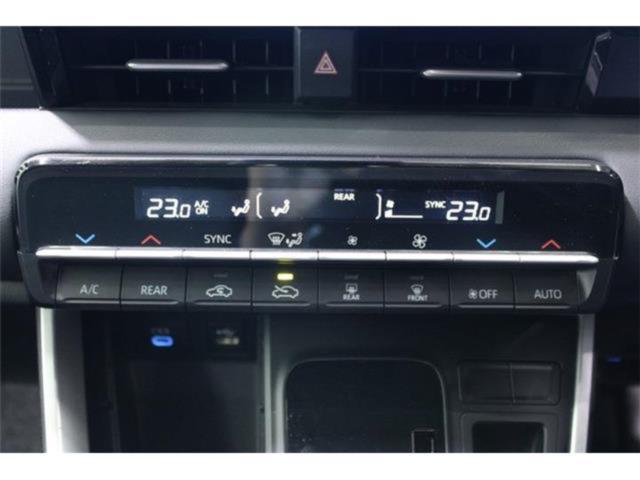 REAR
23.0 A/C ON SYNC 23.0
SYNC
A/C REAR REAR FRONT OFF AUTO